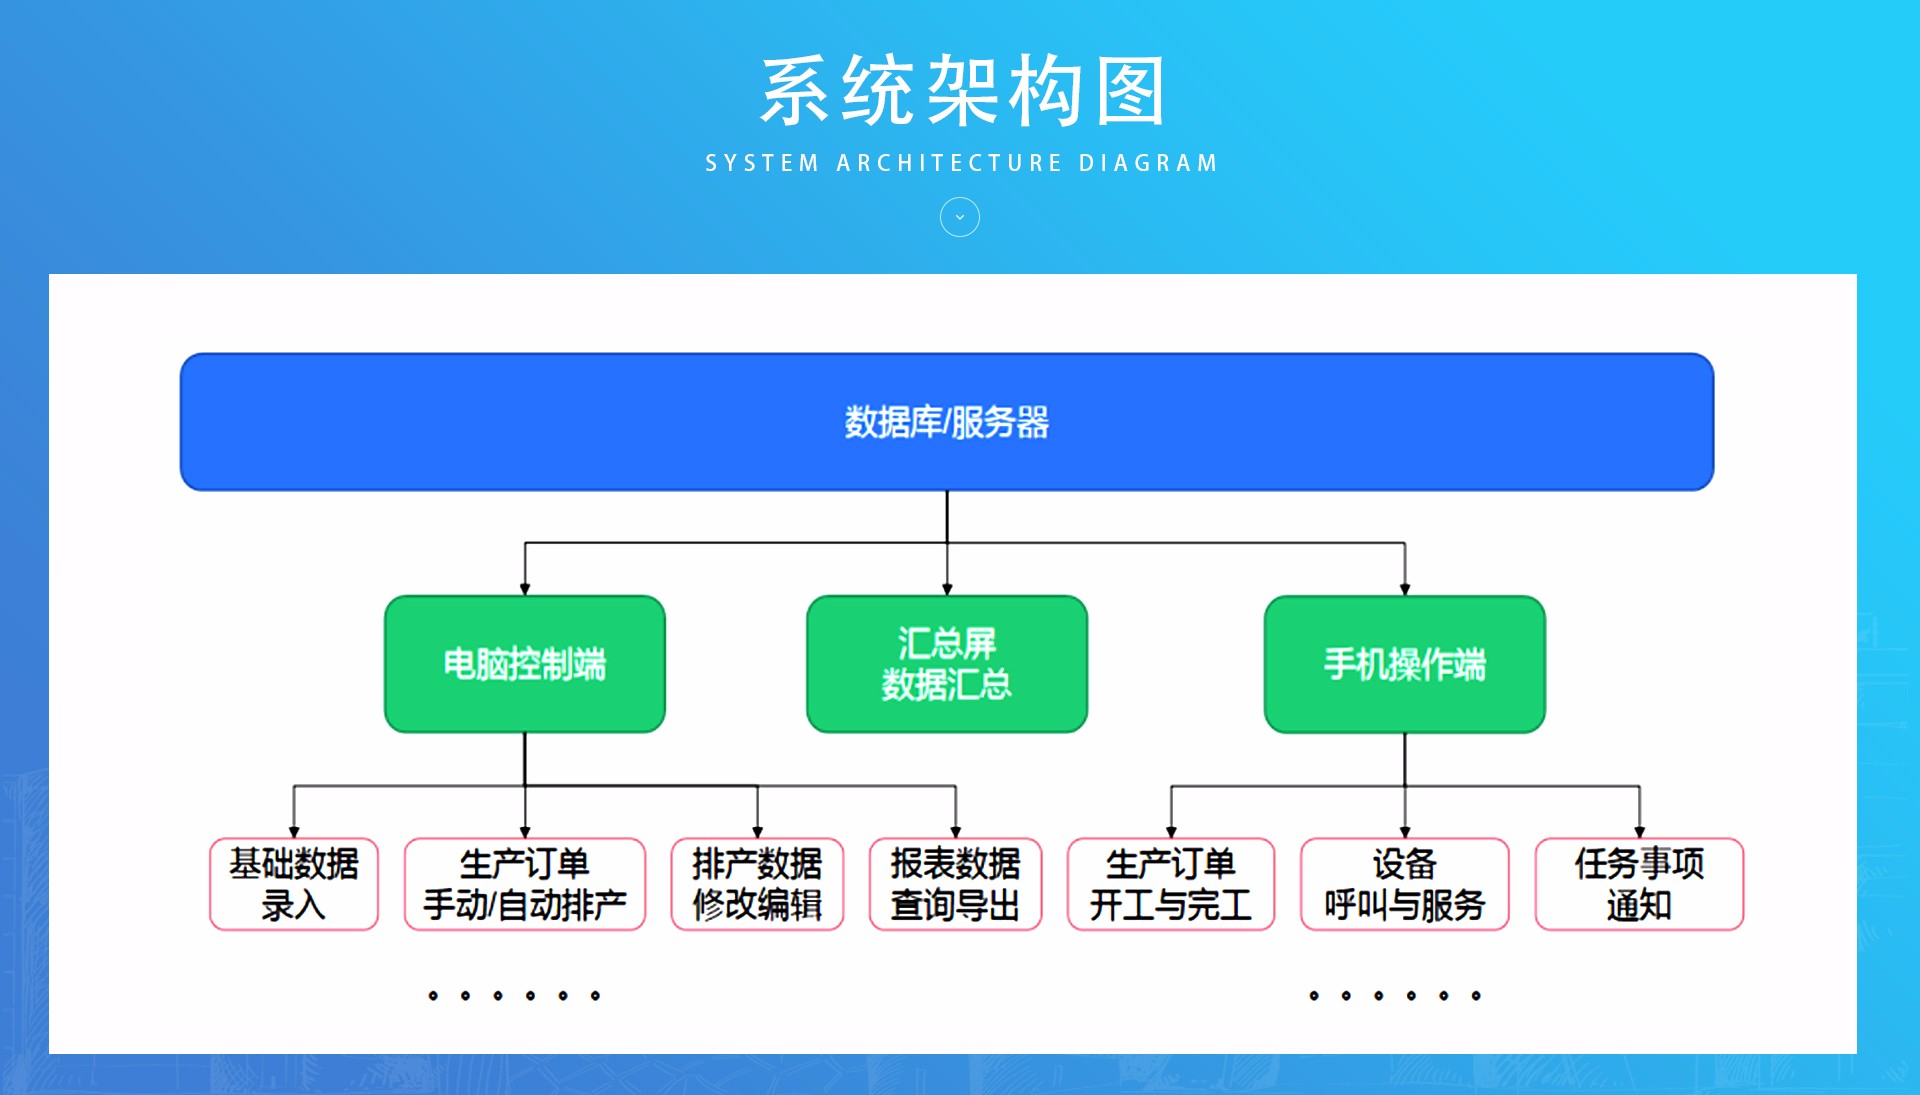 系统架构图
SYSTEM ARCHITECTURE DIAGRAM
数据库/服务器
电脑控制端
汇总屏
数据汇总
手机操作端
基础数据
录入
生产订单
手动/自动排产
排产数据
修改编辑
报表数据
查询导出
生产订单
开工与完工
设备
呼叫与服务
任务事项
通知